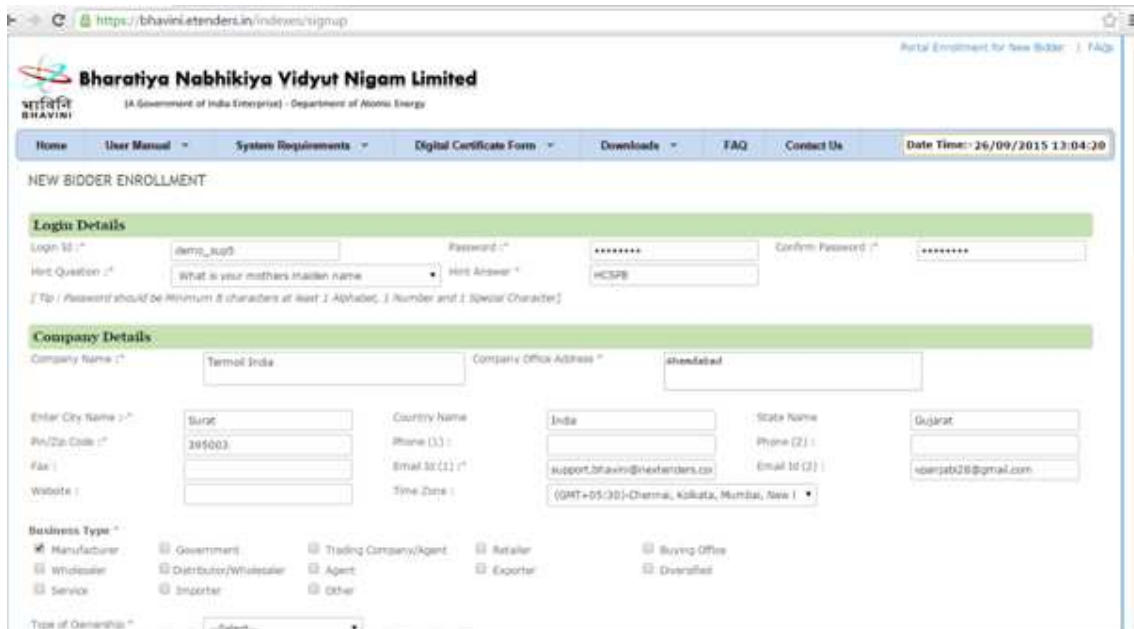 https://bhavini.etenders.in/indexes/signup
Portal Enrollment for New Bidder | FAQs
Bharatiya Nabhikiya Vidyut Nigam Limited
भाविनि
BHAVINI
(A Government of India Enterprise) - Department of Atomic Energy
Home User Manual System Requirements Digital Certificate Form Downloads FAQ Contact Us Date Time:- 26/09/2015 13:04:20
NEW BIDDER ENROLLMENT
Login Details
Login Id :* demo_sup5 Password :* ******** Confirm Password :* ********
Hint Question :* What is your mothers maiden name Hint Answer * HCSPB
[ Tip : Password should be Minimum 8 characters at least 1 Alphabet, 1 Number and 1 Special Character]
Company Details
Company Name :* Termoil India Company Office Address * Ahmdabad
Enter City Name :-* Surat Country Name India State Name Gujarat
Pin/Zip Code :* 395003 Phone (1) : Phone (2) :
Fax : Email Id (1) :* support.bhavini@nextenders.co Email Id (2) : vpanjabi28@gmail.com
Website : Time Zone : (GMT+05:30)-Chennai, Kolkata, Mumbai, New
Business Type *
Manufacturer Government Trading Company/Agent Retailer Buying Office
Wholesaler Distributor/Wholesaler Agent Exporter Diversified
Service Importer Other
Type of Ownership * --Select--